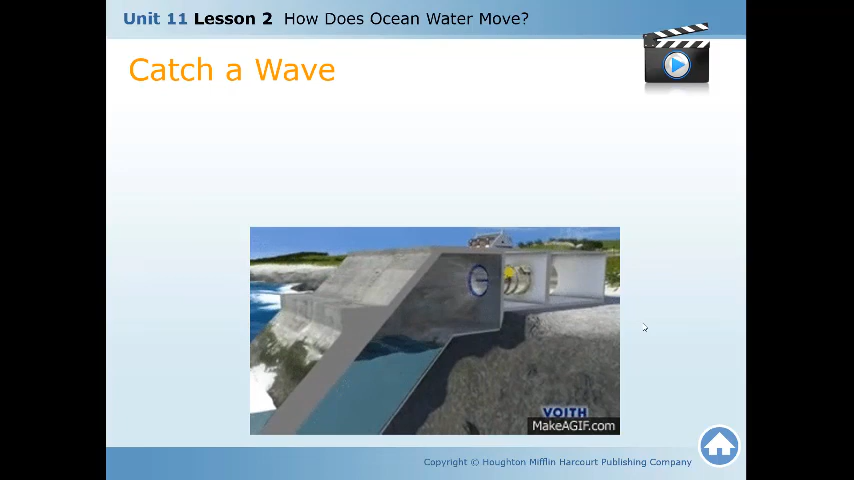 Unit 11 Lesson 2 How Does Ocean Water Move?
Catch a Wave
VOITH
MakeAGIF.com
Copyright © Houghton Mifflin Harcourt Publishing Company